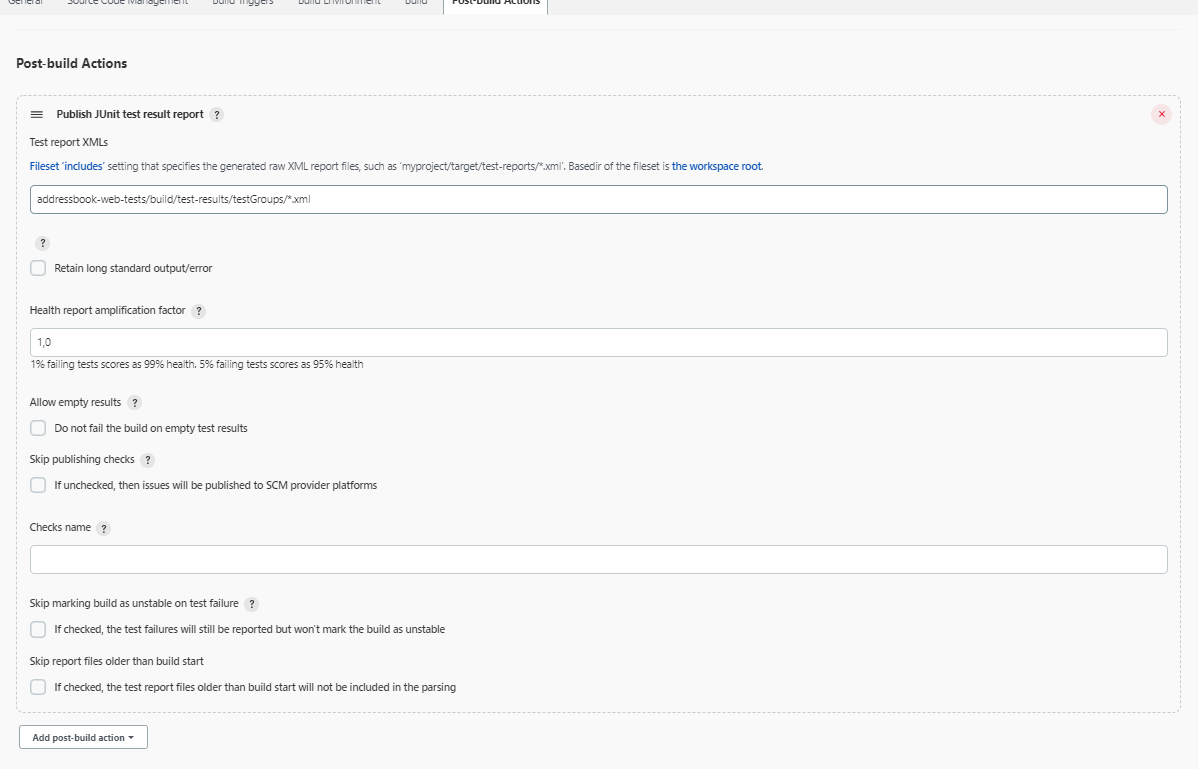 General Source Code Management Build Triggers Build Environment Build Post-build Actions
Post-build Actions
Publish JUnit test result report ?
Test report XMLs
Fileset 'includes' setting that specifies the generated raw XML report files, such as 'myproject/target/test-reports/*.xml'. Basedir of the fileset is the workspace root.
addressbook-web-tests/build/test-results/testGroups/*.xml
?
Retain long standard output/error
Health report amplification factor ?
1,0
1% failing tests scores as 99% health. 5% failing tests scores as 95% health
Allow empty results ?
Do not fail the build on empty test results
Skip publishing checks ?
If unchecked, then issues will be published to SCM provider platforms
Checks name ?
Skip marking build as unstable on test failure ?
If checked, the test failures will still be reported but won't mark the build as unstable
Skip report files older than build start
If checked, the test report files older than build start will not be included in the parsing
Add post-build action